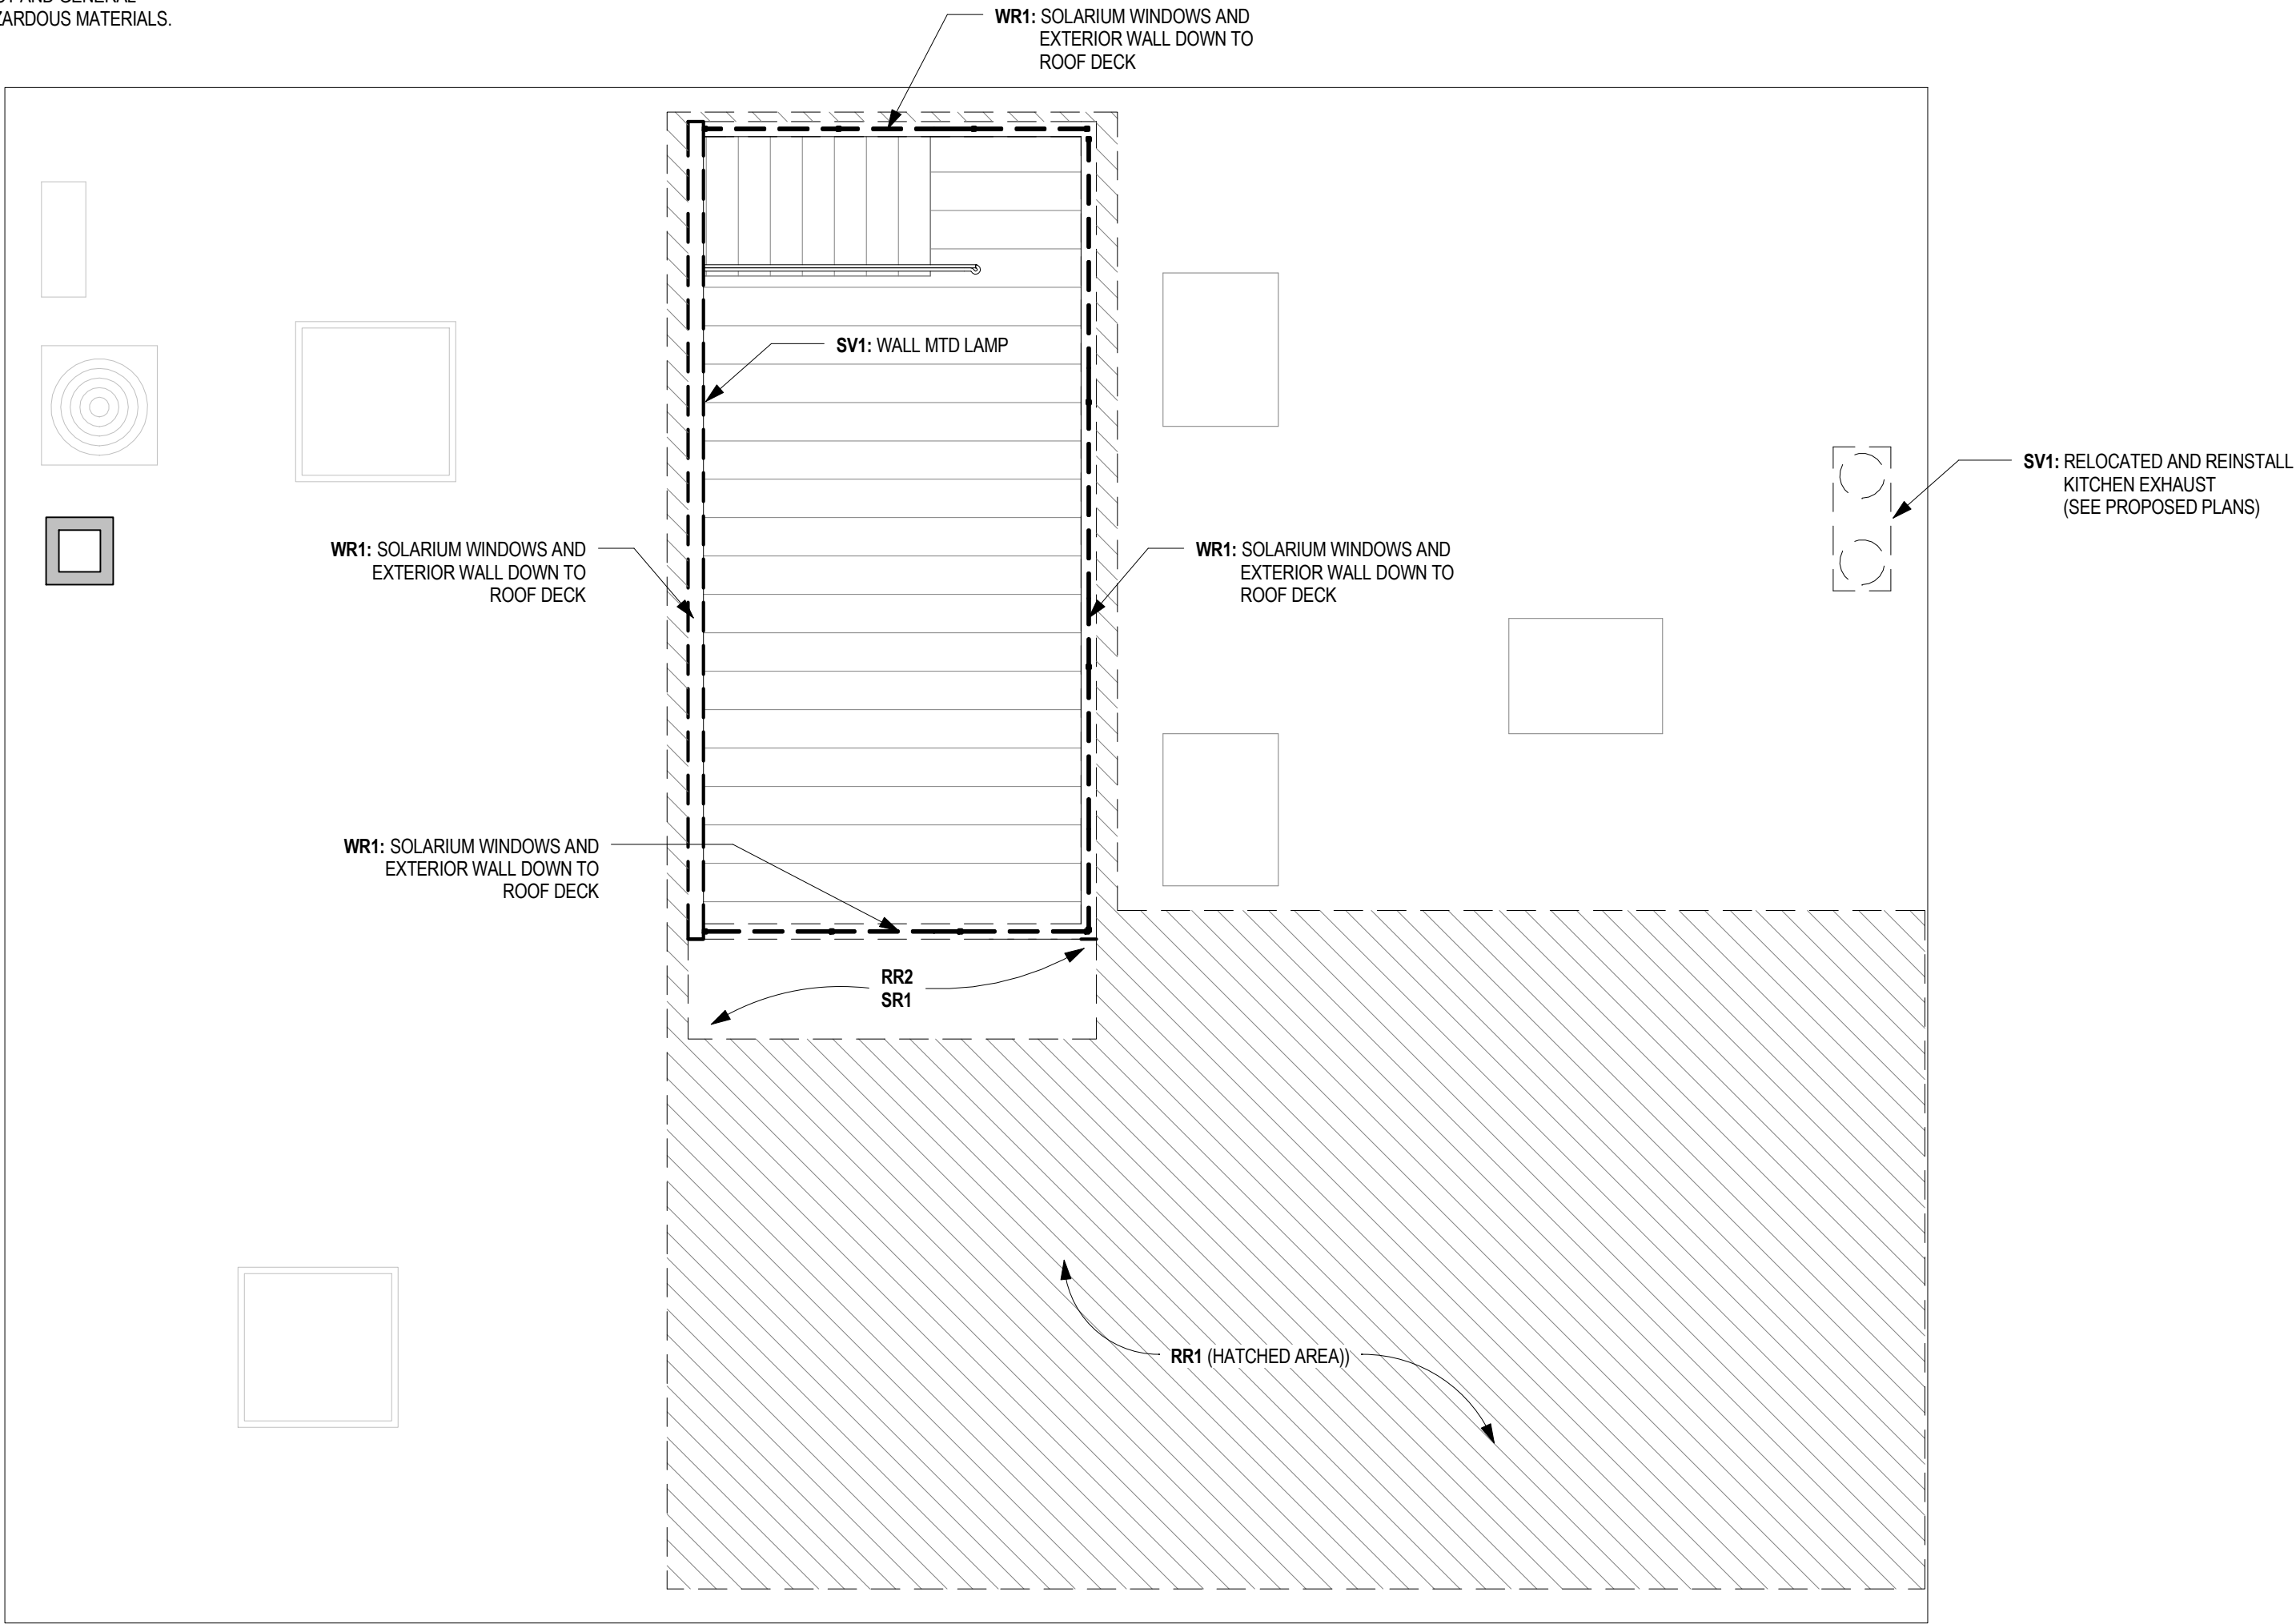 ZARDOUS MATERIALS.
WR1: SOLARIUM WINDOWS AND
EXTERIOR WALL DOWN TO
ROOF DECK
SV1: WALL MTD LAMP
SV1: RELOCATED AND REINSTALL
KITCHEN EXHAUST
(SEE PROPOSED PLANS)
WR1: SOLARIUM WINDOWS AND
EXTERIOR WALL DOWN TO
ROOF DECK
WR1: SOLARIUM WINDOWS AND
EXTERIOR WALL DOWN TO
ROOF DECK
WR1: SOLARIUM WINDOWS AND
EXTERIOR WALL DOWN TO
ROOF DECK
RR2
SR1
RR1 (HATCHED AREA))